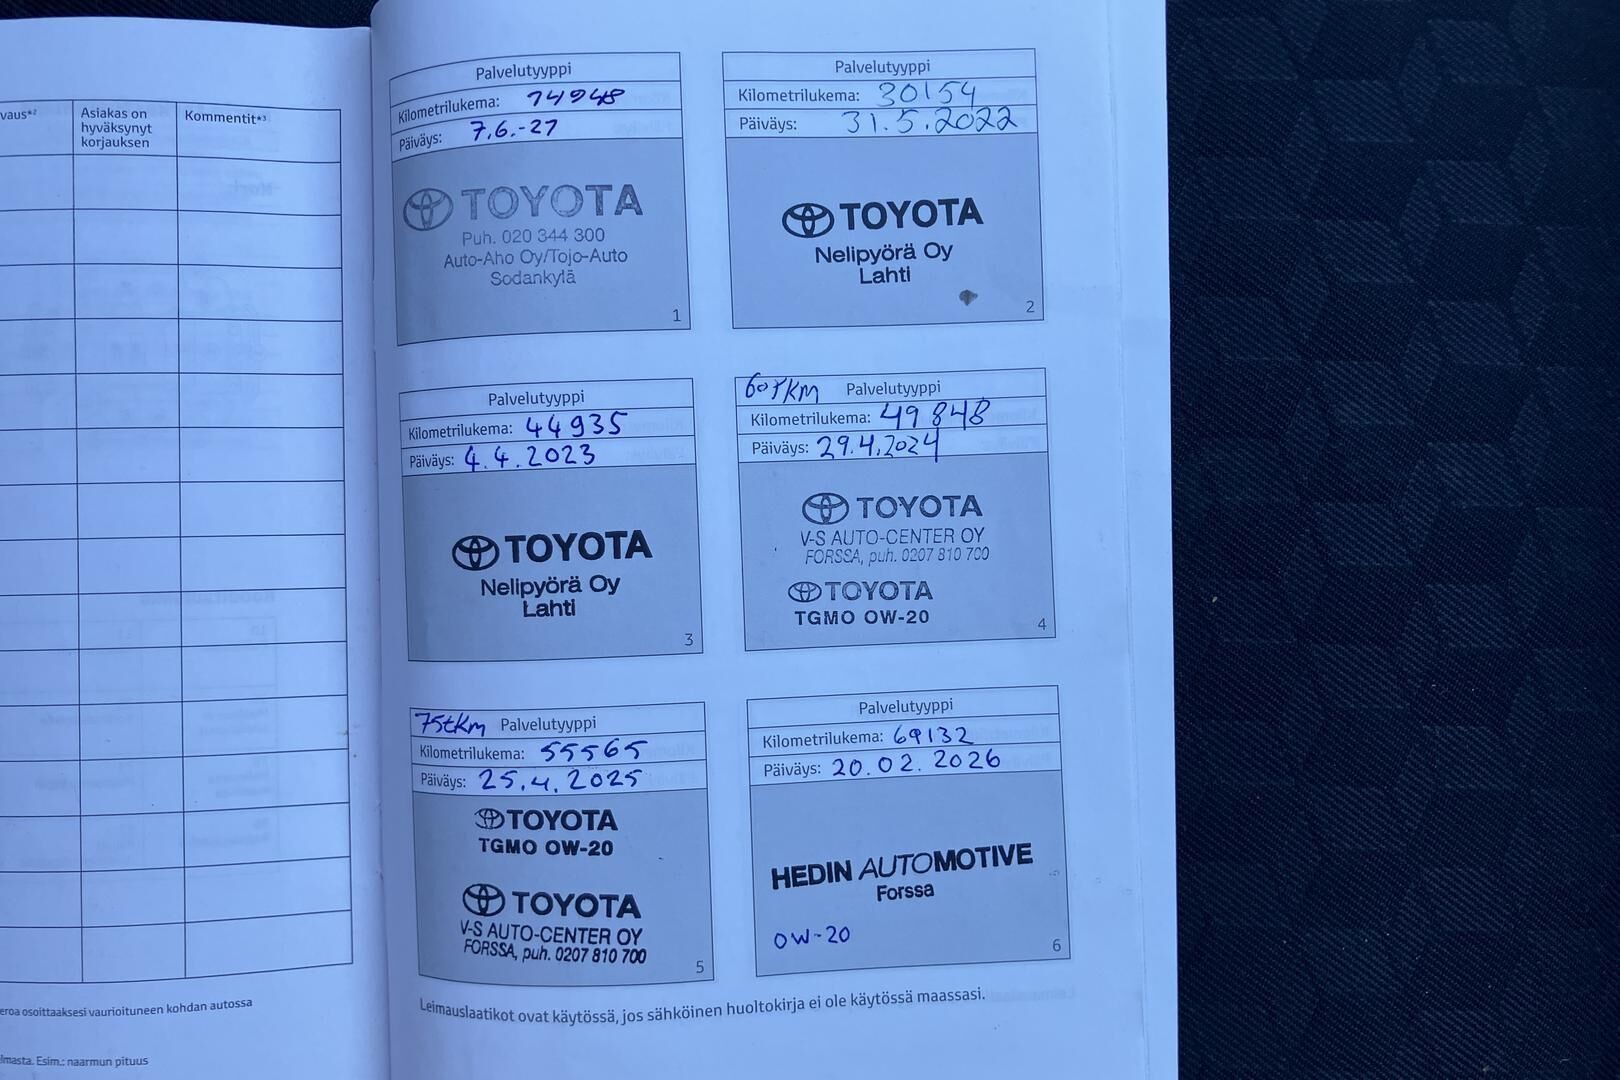 vaus*²
Asiakas on
hyväksynyt
korjauksen
Kommentit*³
eroa osoittaaksesi vaurioituneen kohdan autossa
lmasta. Esim.: naarmun pituus
Palvelutyyppi
Kilometrilukema: 14948
Päiväys: 7.6.-21
TOYOTA
Puh. 020 344 300
Auto-Aho Oy/Tojo-Auto
Sodankylä
1
Palvelutyyppi
Kilometrilukema: 30154
Päiväys: 31.5.2022
TOYOTA
Nelipyörä Oy
Lahti
2
Palvelutyyppi
Kilometrilukema: 44935
Päiväys: 4.4.2023
TOYOTA
Nelipyörä Oy
Lahti
3
60tkm Palvelutyyppi
Kilometrilukema: 49848
Päiväys: 29.4.2024
TOYOTA
V-S AUTO-CENTER OY
FORSSA, puh. 0207 810 700
TOYOTA
TGMO 0W-20
4
75tkm Palvelutyyppi
Kilometrilukema: 55565
Päiväys: 25.4.2025
TOYOTA
TGMO 0W-20
TOYOTA
V-S AUTO-CENTER OY
FORSSA, puh. 0207 810 700
5
Palvelutyyppi
Kilometrilukema: 69132
Päiväys: 20.02.2026
HEDIN AUTOMOTIVE
Forssa
0W-20
6
Leimauslaatikot ovat käytössä, jos sähköinen huoltokirja ei ole käytössä maassasi.